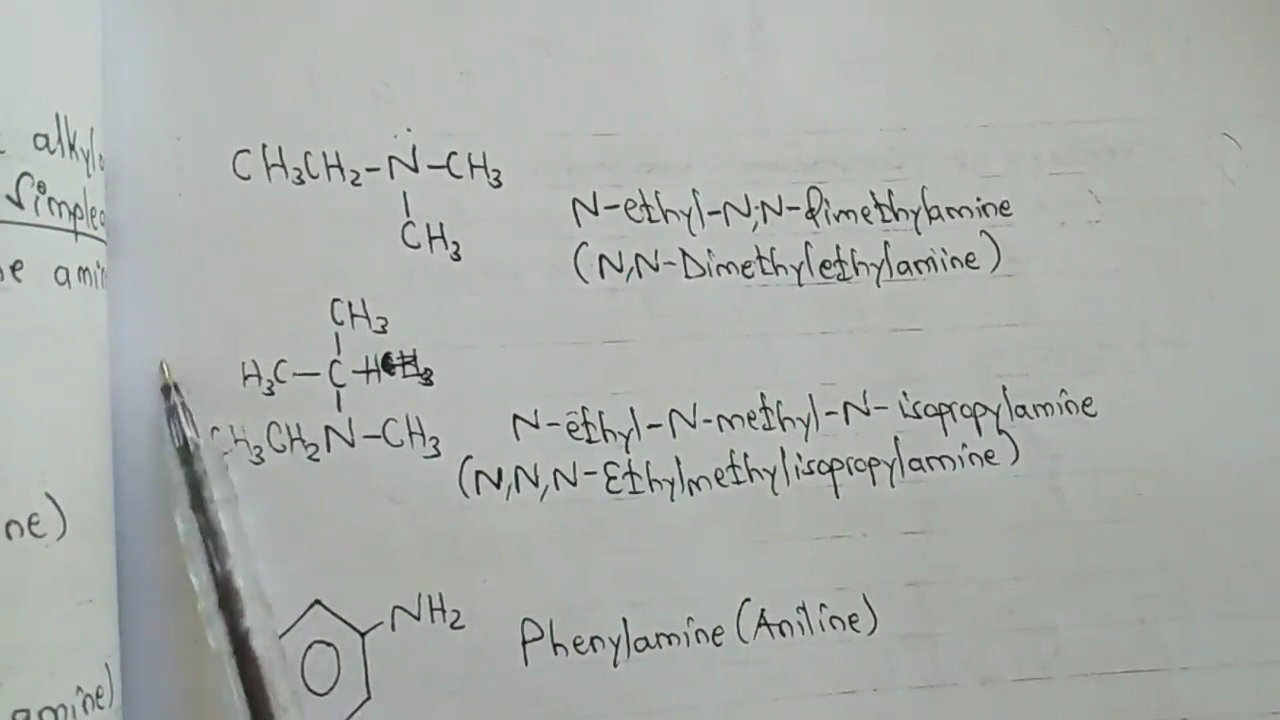 alkyl
Simple
CH3CH2-N̈-CH3
CH3
N-ethyl-N,N-Dimethylamine
(N,N-Dimethylethylamine)
e ami
CH3
H3C-C-H
CH3CH2N-CH3
N-ethyl-N-methyl-N-isopropylamine
(N,N,N-Ethylmethylisopropylamine)
ne)
NH2
Phenylamine (Aniline)
amine)